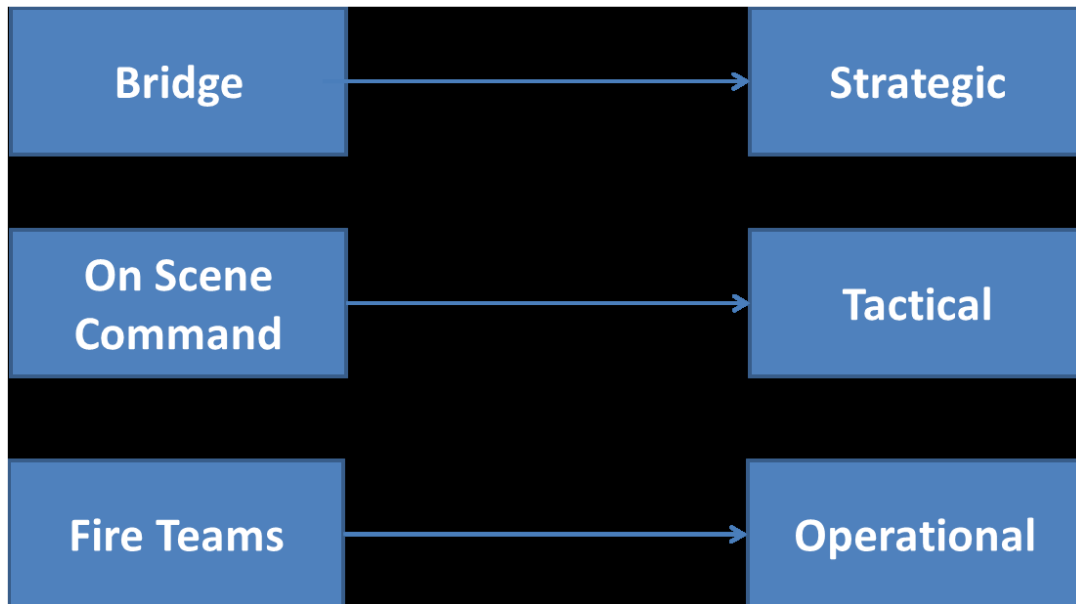 Bridge
Strategic
On Scene
Command
Tactical
Fire Teams
Operational